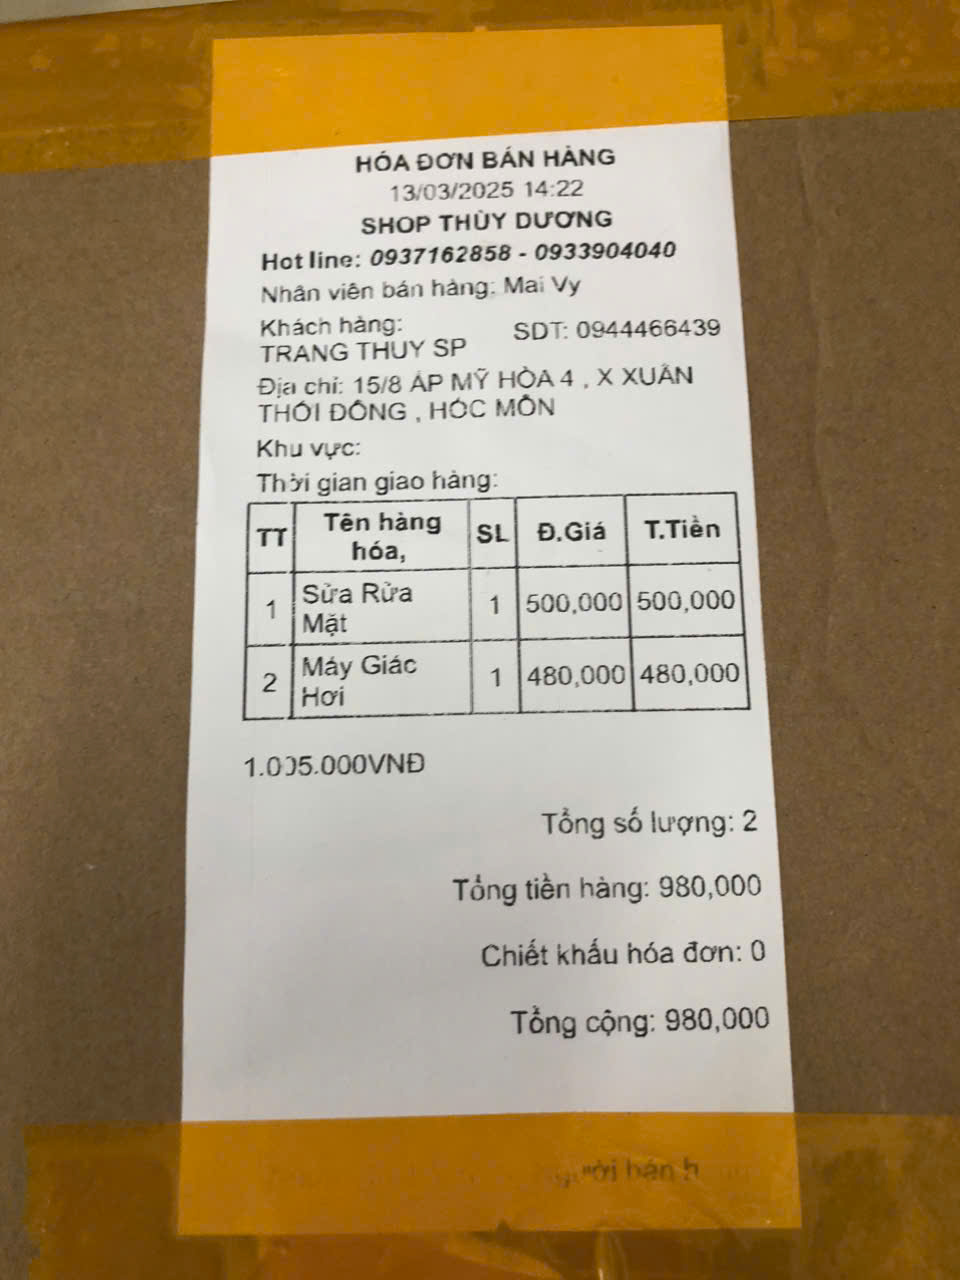 HÓA ĐƠN BÁN HÀNG
13/03/2025 14:22
SHOP THÙY DƯƠNG
Hot line: 0937162858 - 0933904040
Nhân viên bán hàng: Mai Vy
Khách hàng: SDT: 0944466439
TRANG THUY SP
Địa chỉ: 15/8 ẤP MỸ HÒA 4 , X XUÂN
THỚI ĐÔNG , HÓC MÔN
Khu vực:
Thời gian giao hàng:
TT Tên hàng hóa, SL Đ.Giá T.Tiền
1 Sữa Rửa Mặt 1 500,000 500,000
2 Máy Giác Hơi 1 480,000 480,000
1.005.000VNĐ
Tổng số lượng: 2
Tổng tiền hàng: 980,000
Chiết khấu hóa đơn: 0
Tổng cộng: 980,000
bán h